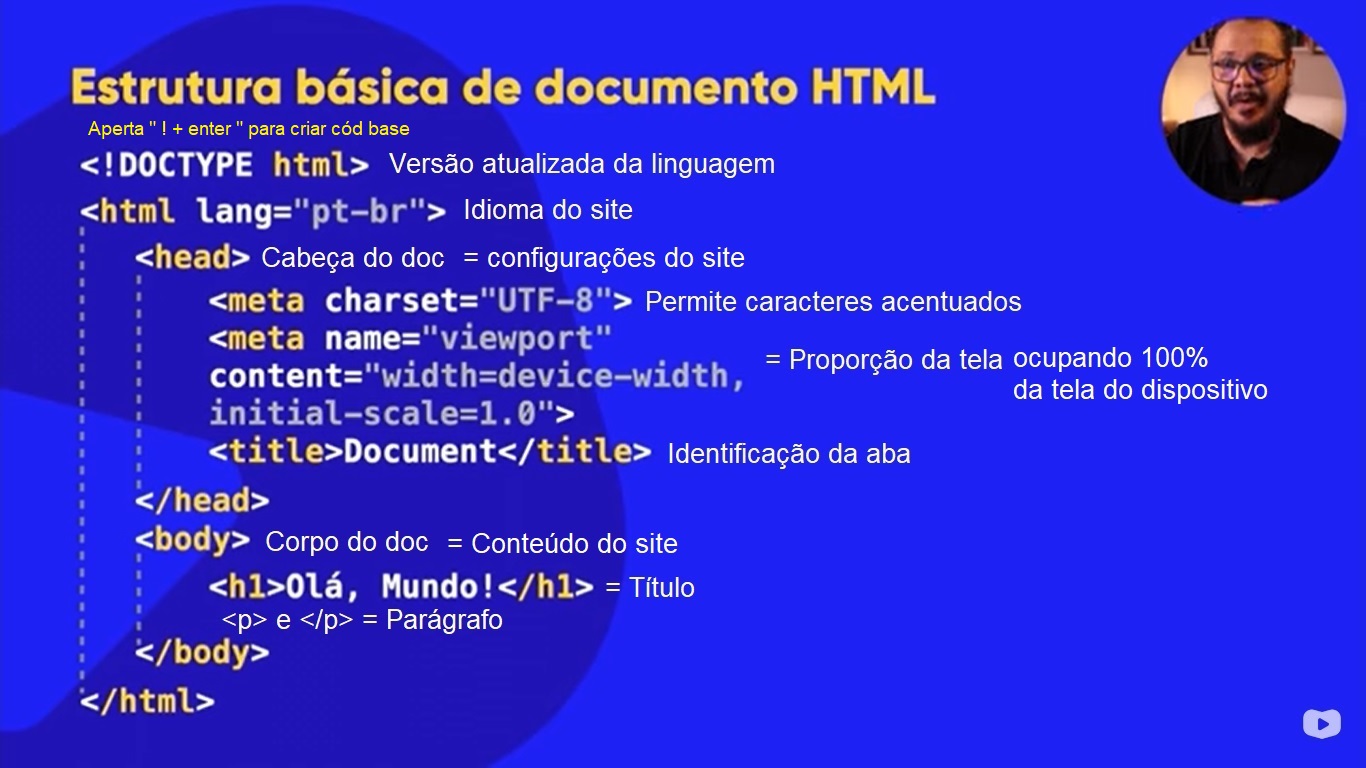 Estrutura básica de documento HTML
Aperta " ! + enter " para criar cód base
<!DOCTYPE html> Versão atualizada da linguagem
<html lang="pt-br"> Idioma do site
<head> Cabeça do doc = configurações do site
<meta charset="UTF-8"> Permite caracteres acentuados
<meta name="viewport"
content="width=device-width, = Proporção da tela ocupando 100%
da tela do dispositivo
initial-scale=1.0">
<title>Document</title> Identificação da aba
</head>
<body> Corpo do doc = Conteúdo do site
<h1>Olá, Mundo!</h1> = Título
<p> e </p> = Parágrafo
</body>
</html>